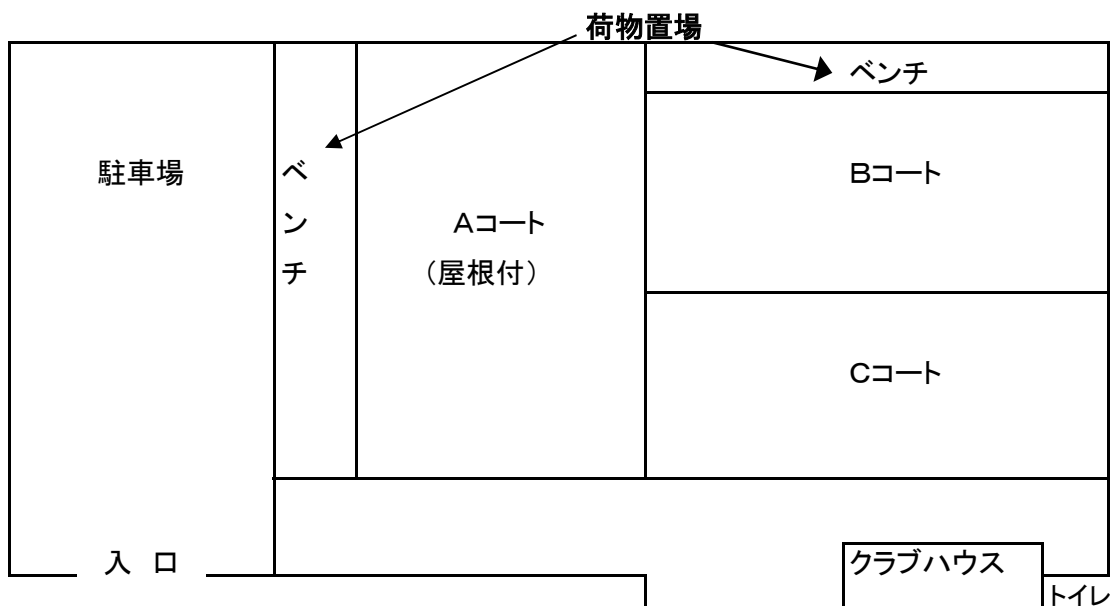 荷物置場
ベンチ
駐車場
ベンチ
Bコート
Aコート
（屋根付）
Cコート
入 口
クラブハウス
トイレ